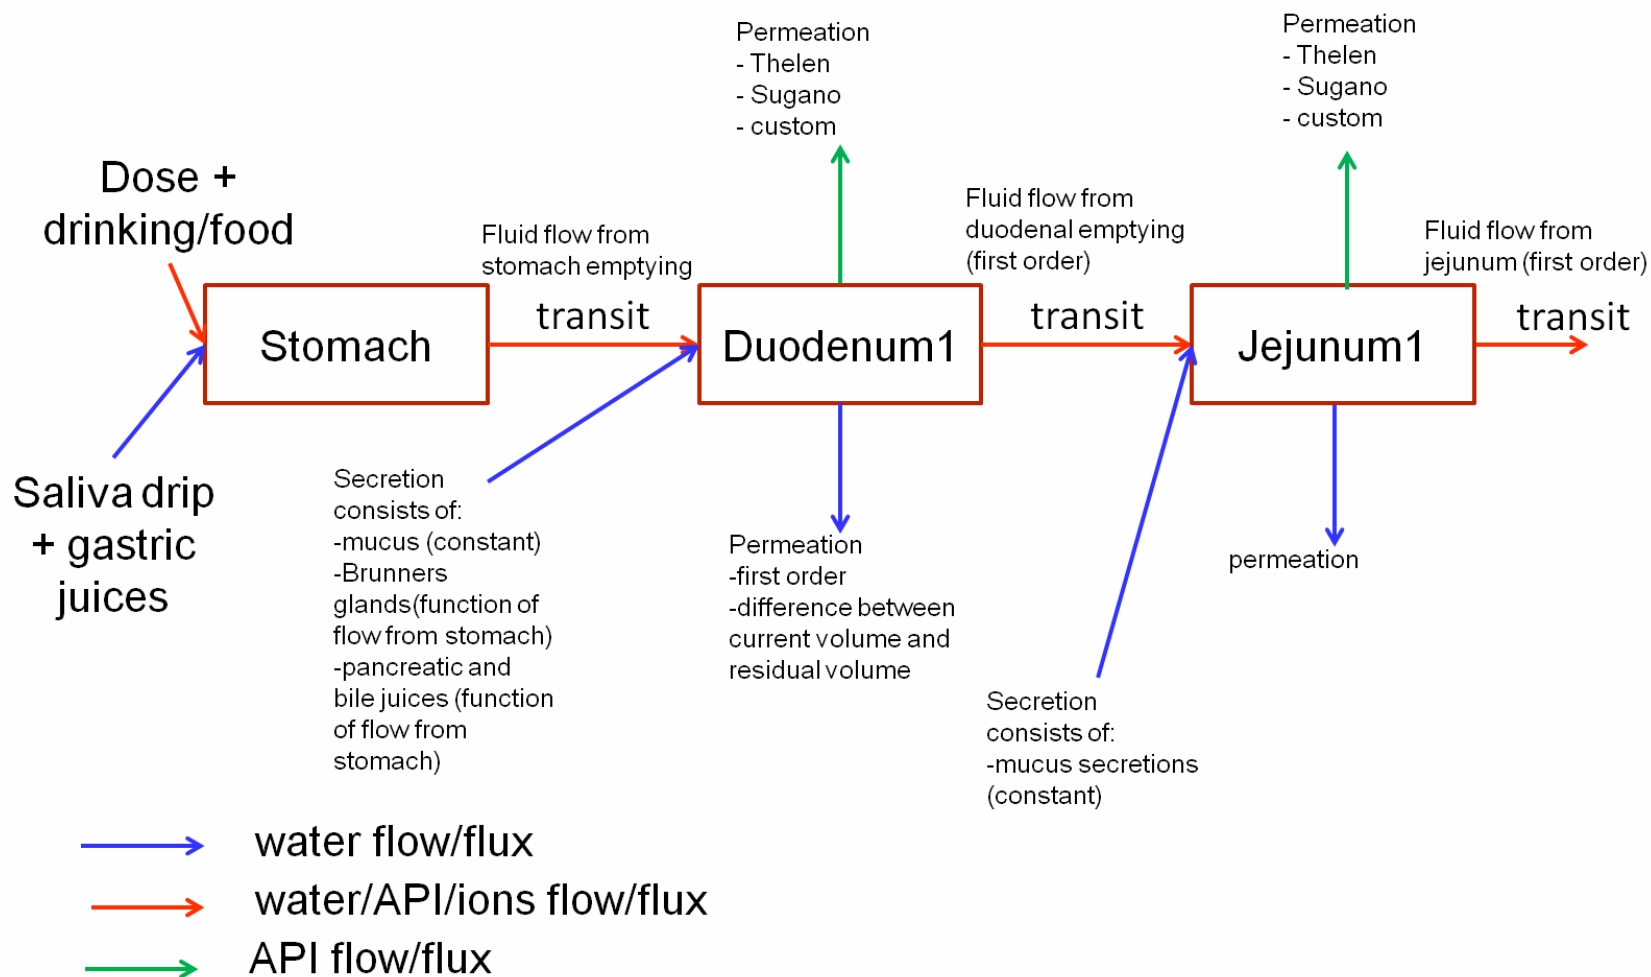 Permeation
- Thelen
- Sugano
- custom
Permeation
- Thelen
- Sugano
- custom
Dose +
drinking/food
Fluid flow from
stomach emptying
Fluid flow from
duodenal emptying
(first order)
Fluid flow from
jejunum (first order)
Stomach
transit
Duodenum1
transit
Jejunum1
transit
Saliva drip
+ gastric
juices
Secretion
consists of:
-mucus (constant)
-Brunners
glands(function of
flow from stomach)
-pancreatic and
bile juices (function
of flow from
stomach)
Permeation
-first order
-difference between
current volume and
residual volume
permeation
Secretion
consists of:
-mucus secretions
(constant)
water flow/flux
water/API/ions flow/flux
API flow/flux